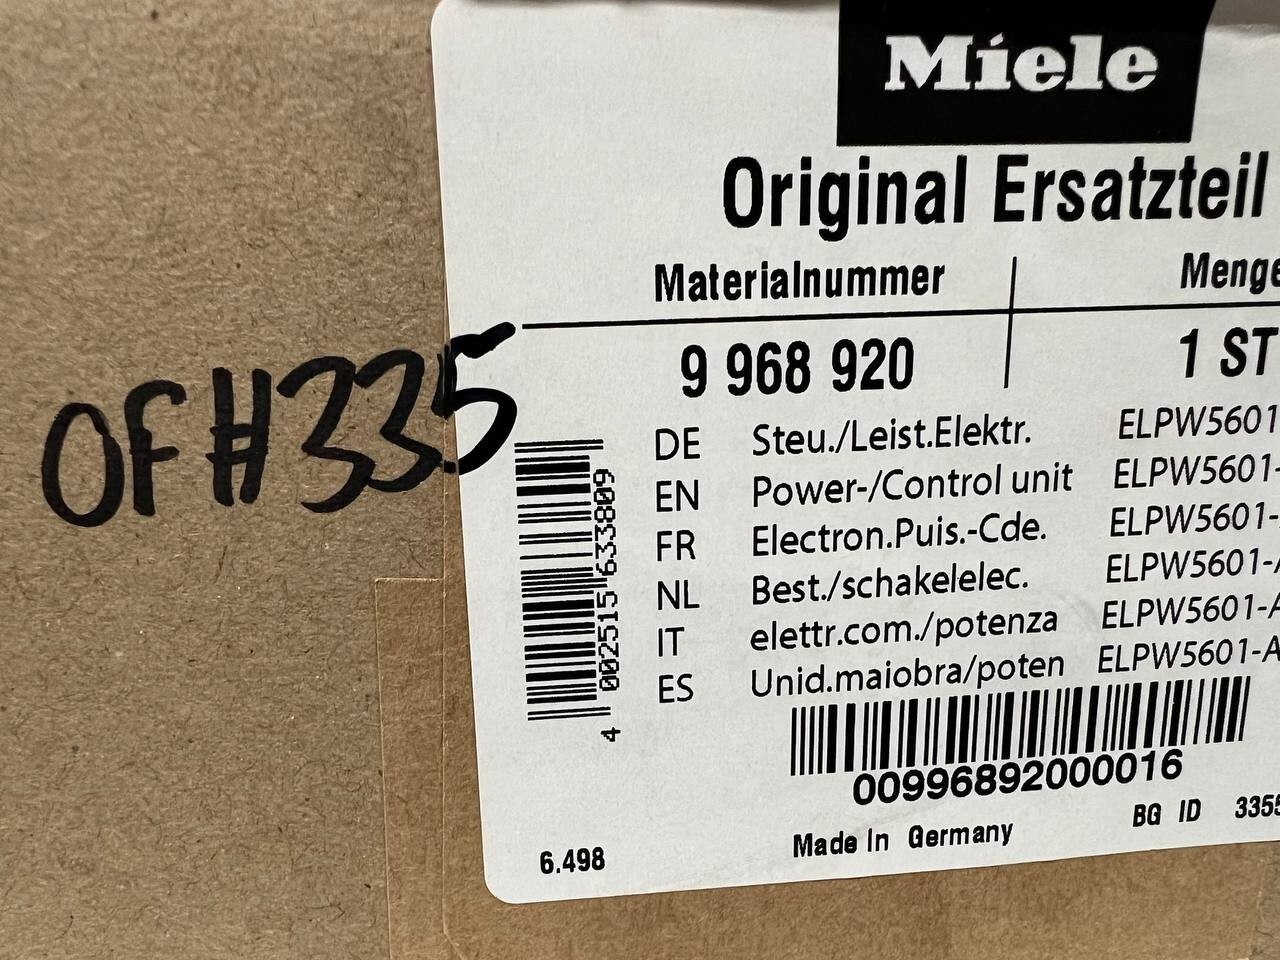 Miele
Original Ersatzteil
Materialnummer Menge
9 968 920 1 ST
OF#335
DE Steu./Leist.Elektr. ELPW5601
EN Power-/Control unit ELPW5601-
FR Electron.Puis.-Cde. ELPW5601-
NL Best./schakelelec. ELPW5601-A
IT elettr.com./potenza ELPW5601-A
ES Unid.maiobra/poten ELPW5601-A
4 002515 633809
00996892000016
BG ID 3355
Made In Germany
6.498